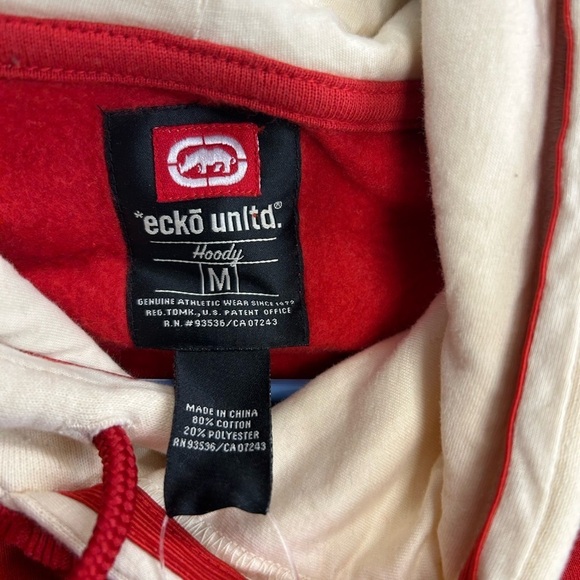 *eckō unltd.®
Hoody
M
GENUINE ATHLETIC WEAR SINCE 1972
REG.TDMK., U.S. PATENT OFFICE
R.N.#93536/CA07243
MADE IN CHINA
80% COTTON
20% POLYESTER
RN93536/CA07243